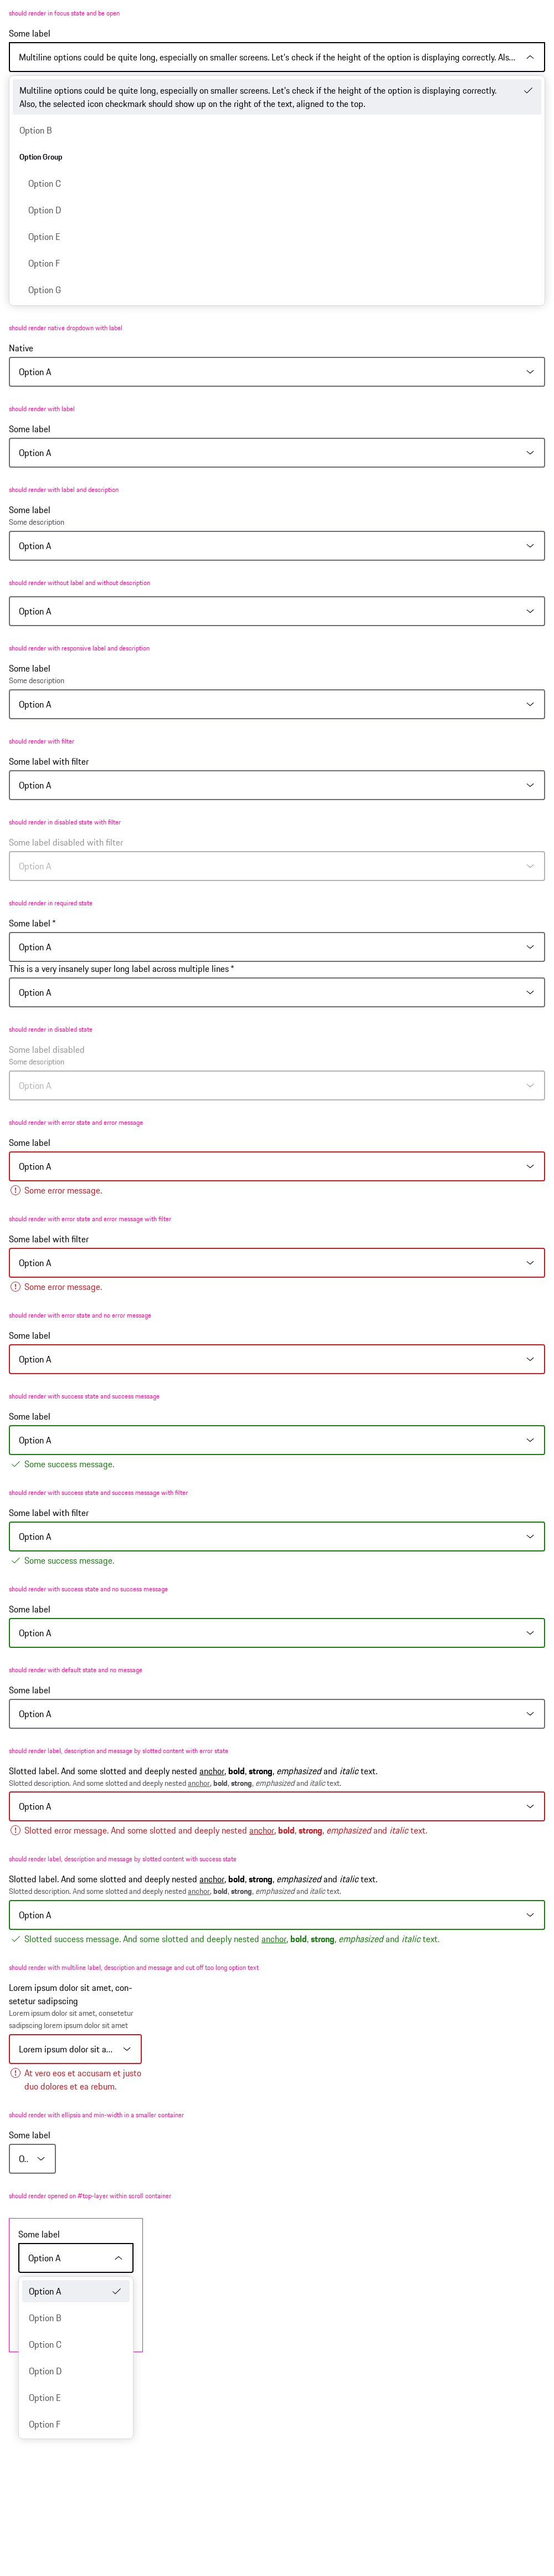 should render in focus state and be open
Some label
Multiline options could be quite long, especially on smaller screens. Let's check if the height of the option is displaying correctly. Als...
Multiline options could be quite long, especially on smaller screens. Let's check if the height of the option is displaying correctly.
Also, the selected icon checkmark should show up on the right of the text, aligned to the top.
Option B
Option Group
Option C
Option D
Option E
Option F
Option G
should render native dropdown with label
Native
Option A
should render with label
Some label
Option A
should render with label and description
Some label
Some description
Option A
should render without label and without description
Option A
should render with responsive label and description
Some label
Some description
Option A
should render with filter
Some label with filter
Option A
should render in disabled state with filter
Some label disabled with filter
Option A
should render in required state
Some label *
Option A
This is a very insanely super long label across multiple lines *
Option A
should render in disabled state
Some label disabled
Some description
Option A
should render with error state and error message
Some label
Option A
Some error message.
should render with error state and error message with filter
Some label with filter
Option A
Some error message.
should render with error state and no error message
Some label
Option A
should render with success state and success message
Some label
Option A
Some success message.
should render with success state and success message with filter
Some label with filter
Option A
Some success message.
should render with success state and no success message
Some label
Option A
should render with default state and no message
Some label
Option A
should render label, description and message by slotted content with error state
Slotted label. And some slotted and deeply nested anchor, bold, strong, emphasized and italic text.
Slotted description. And some slotted and deeply nested anchor, bold, strong, emphasized and italic text.
Option A
Slotted error message. And some slotted and deeply nested anchor, bold, strong, emphasized and italic text.
should render label, description and message by slotted content with success state
Slotted label. And some slotted and deeply nested anchor, bold, strong, emphasized and italic text.
Slotted description. And some slotted and deeply nested anchor, bold, strong, emphasized and italic text.
Option A
Slotted success message. And some slotted and deeply nested anchor, bold, strong, emphasized and italic text.
should render with multiline label, description and message and cut off too long option text
Lorem ipsum dolor sit amet, con-
setetur sadipscing
Lorem ipsum dolor sit amet, consetetur
sadipscing lorem ipsum dolor sit amet
Lorem ipsum dolor sit a...
At vero eos et accusam et justo
duo dolores et ea rebum.
should render with ellipsis and min-width in a smaller container
Some label
O..
should render opened on #top-layer within scroll container
Some label
Option A
Option A
Option B
Option C
Option D
Option E
Option F